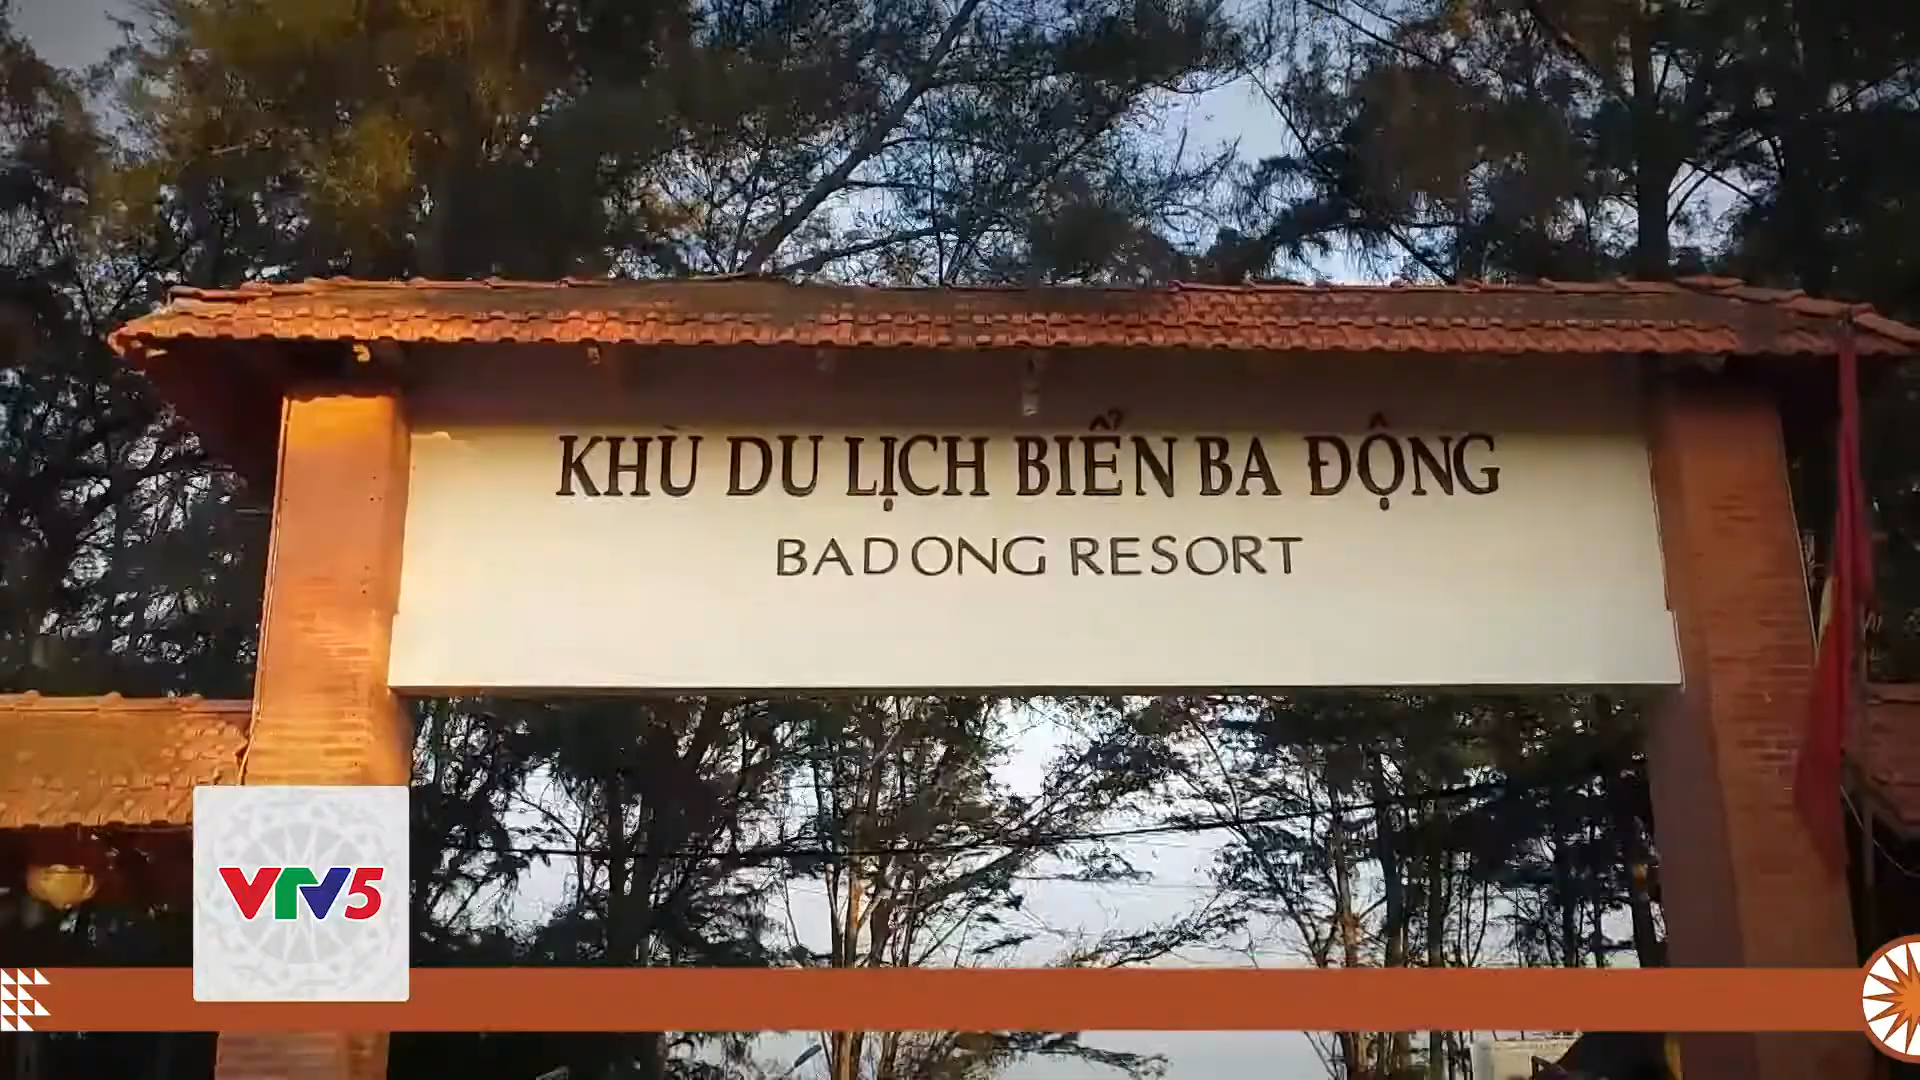 KHU DU LỊCH BIỂN BA ĐỘNG
BADONG RESORT
VTV5